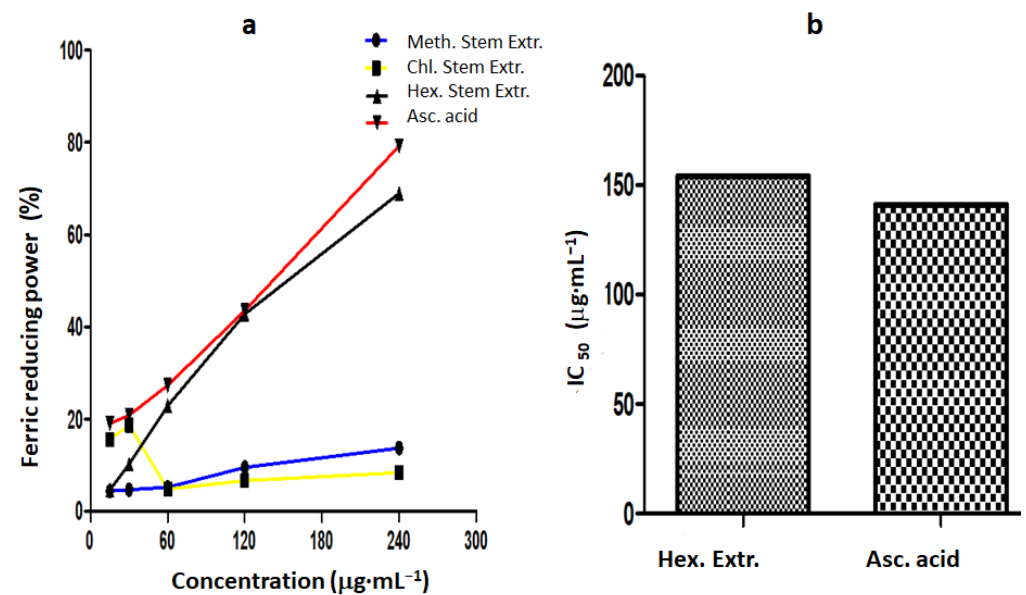 a
Meth. Stem Extr.
Chl. Stem Extr.
Hex. Stem Extr.
Asc. acid
100
80
60
40
20
0
Ferric reducing power (%)
0 60 120 180 240 300
Concentration (µg·mL⁻¹)
b
200
150
100
50
0
IC 50 (µg·mL⁻¹)
Hex. Extr. Asc. acid